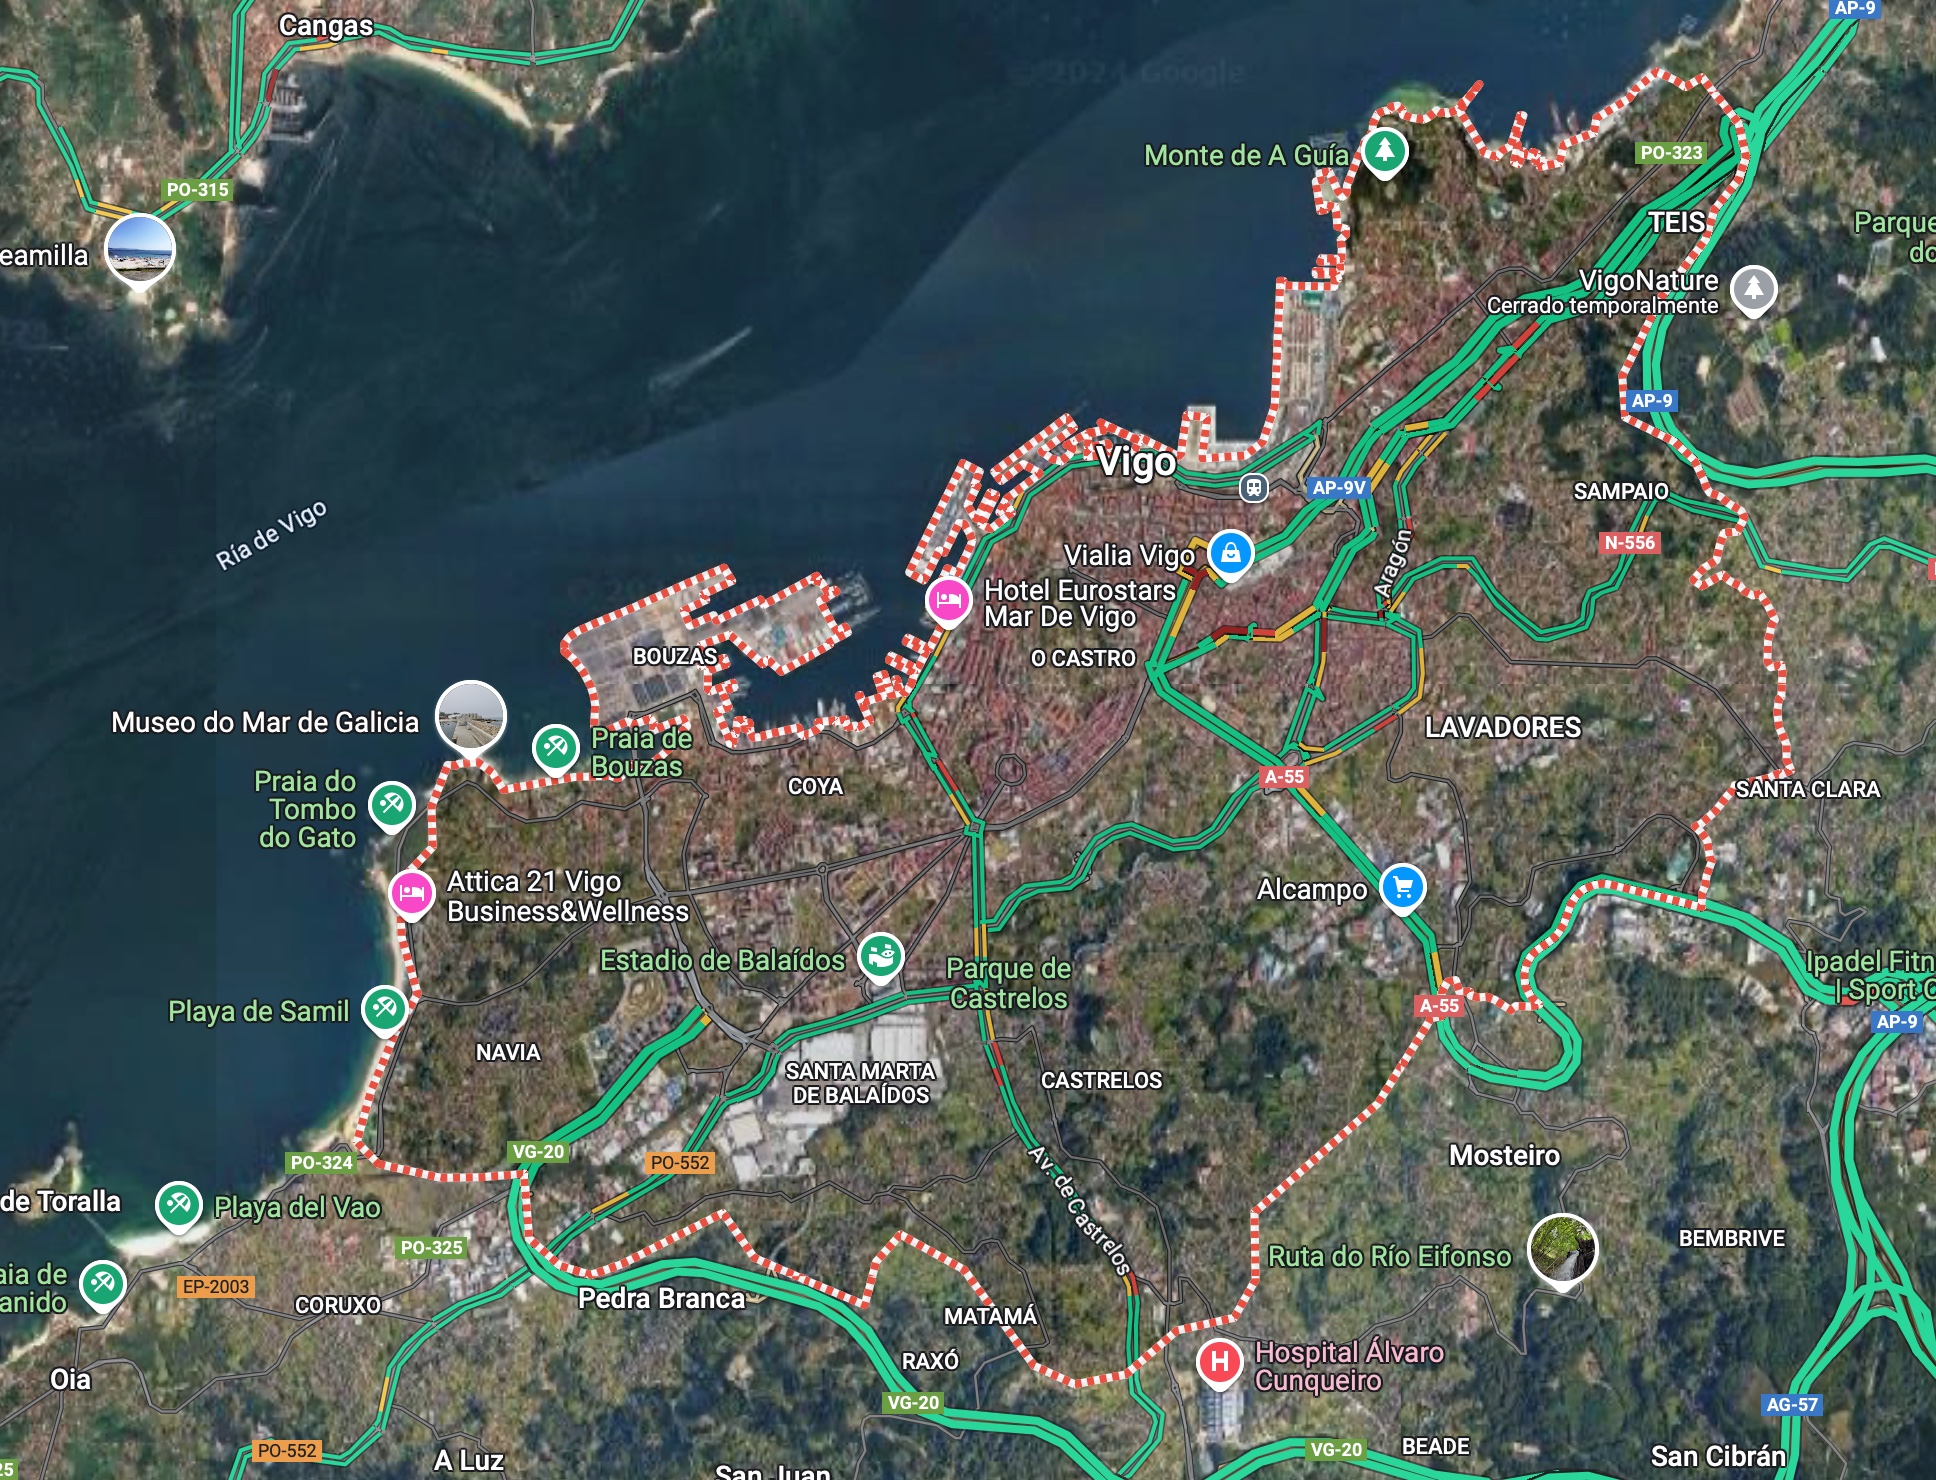 Cangas
AP-9
© 2024 Google
Monte de A Guía
PO-323
PO-315
TEIS
Parque
do
eamilla
VigoNature
Cerrado temporalmente
AP-9
Vigo
AP-9V
SAMPAIO
Ría de Vigo
N-556
Aragón
Vialia Vigo
Hotel Eurostars
Mar De Vigo
BOUZAS
O CASTRO
Museo do Mar de Galicia
LAVADORES
Praia de
Bouzas
A-55
Praia do
Tombo
do Gato
COYA
SANTA CLARA
Attica 21 Vigo
Business&Wellness
Alcampo
Estadio de Balaídos
Parque de
Castrelos
Ipadel Fitn
| Sport C
Playa de Samil
A-55
AP-9
NAVIA
SANTA MARTA
DE BALAÍDOS
CASTRELOS
VG-20
PO-324
PO-552
Av. de Castrelos
Mosteiro
de Toralla
Playa del Vao
PO-325
BEMBRIVE
Ruta do Río Eifonso
aia de
anido
EP-2003
CORUXO
Pedra Branca
MATAMÁ
RAXÓ
Hospital Álvaro
Cunqueiro
Oia
VG-20
AG-57
PO-552
A Luz
VG-20
BEADE
San Cibrán
San Juan
25